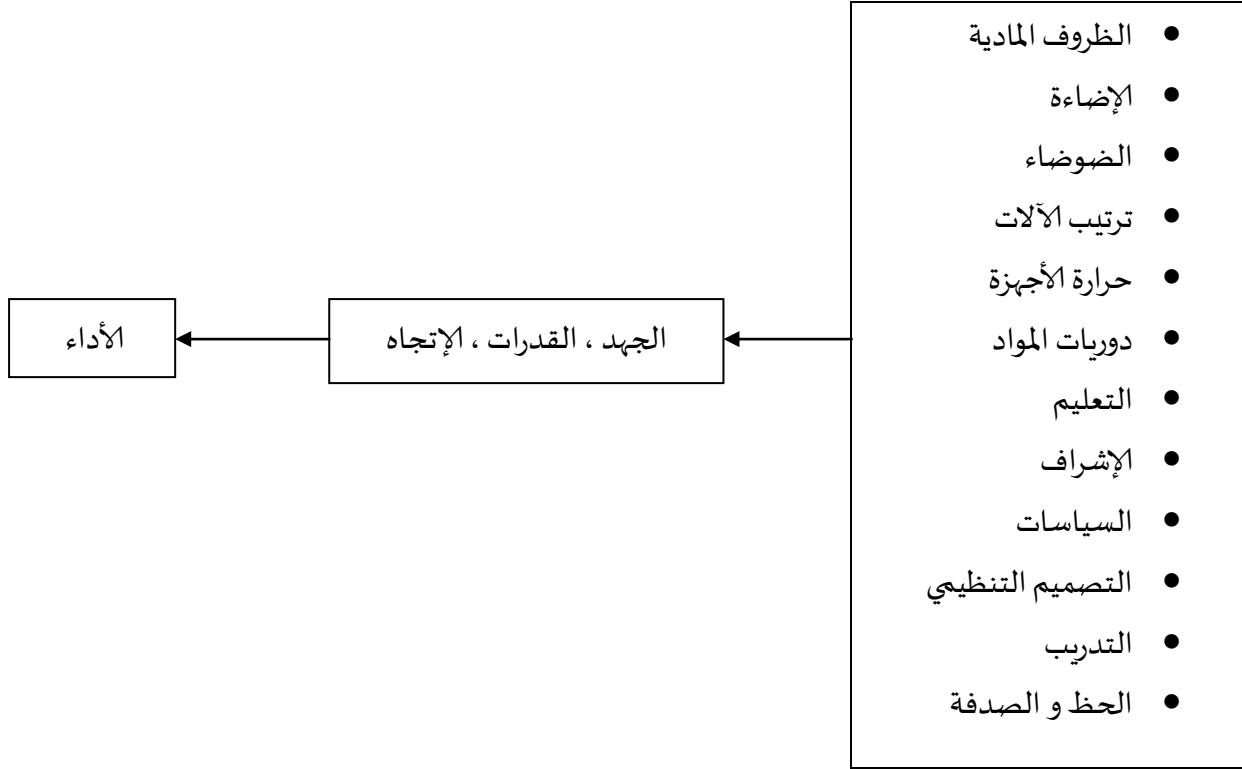 ● الظروف المادية
● الإضاءة
● الضوضاء
● ترتيب الآلات
● حرارة الأجهزة
● دوريات المواد
● التعليم
● الإشراف
● السياسات
● التصميم التنظيمي
● التدريب
● الحظ و الصدفة
الجهد ، القدرات ، الإتجاه
الأداء